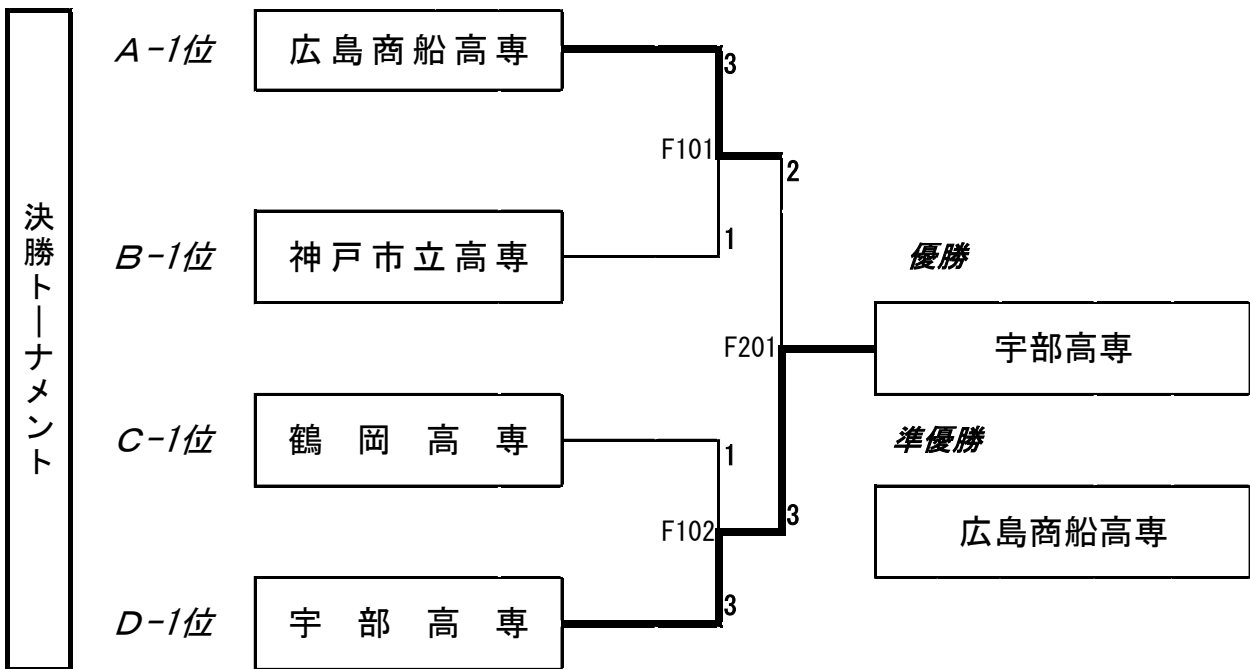 決勝トーナメント
A-1位 広島商船高専
3
F101
2
B-1位 神戸市立高専
1
優勝
F201
宇部高専
C-1位 鶴岡高専
1
準優勝
3
F102
広島商船高専
D-1位 宇部高専
3